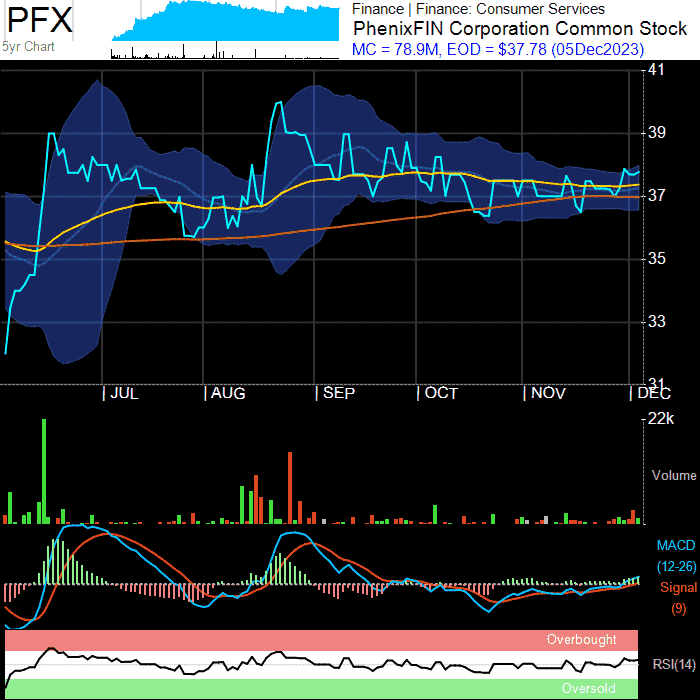 PFX
5yr Chart
Finance | Finance: Consumer Services
PhenixFIN Corporation Common Stock
MC = 78.9M, EOD = $37.78 (05Dec2023)
41
39
37
35
33
31
JUL
AUG
SEP
OCT
NOV
DEC
22k
Volume
MACD
(12-26)
Signal
(9)
Overbought
RSI(14)
Oversold